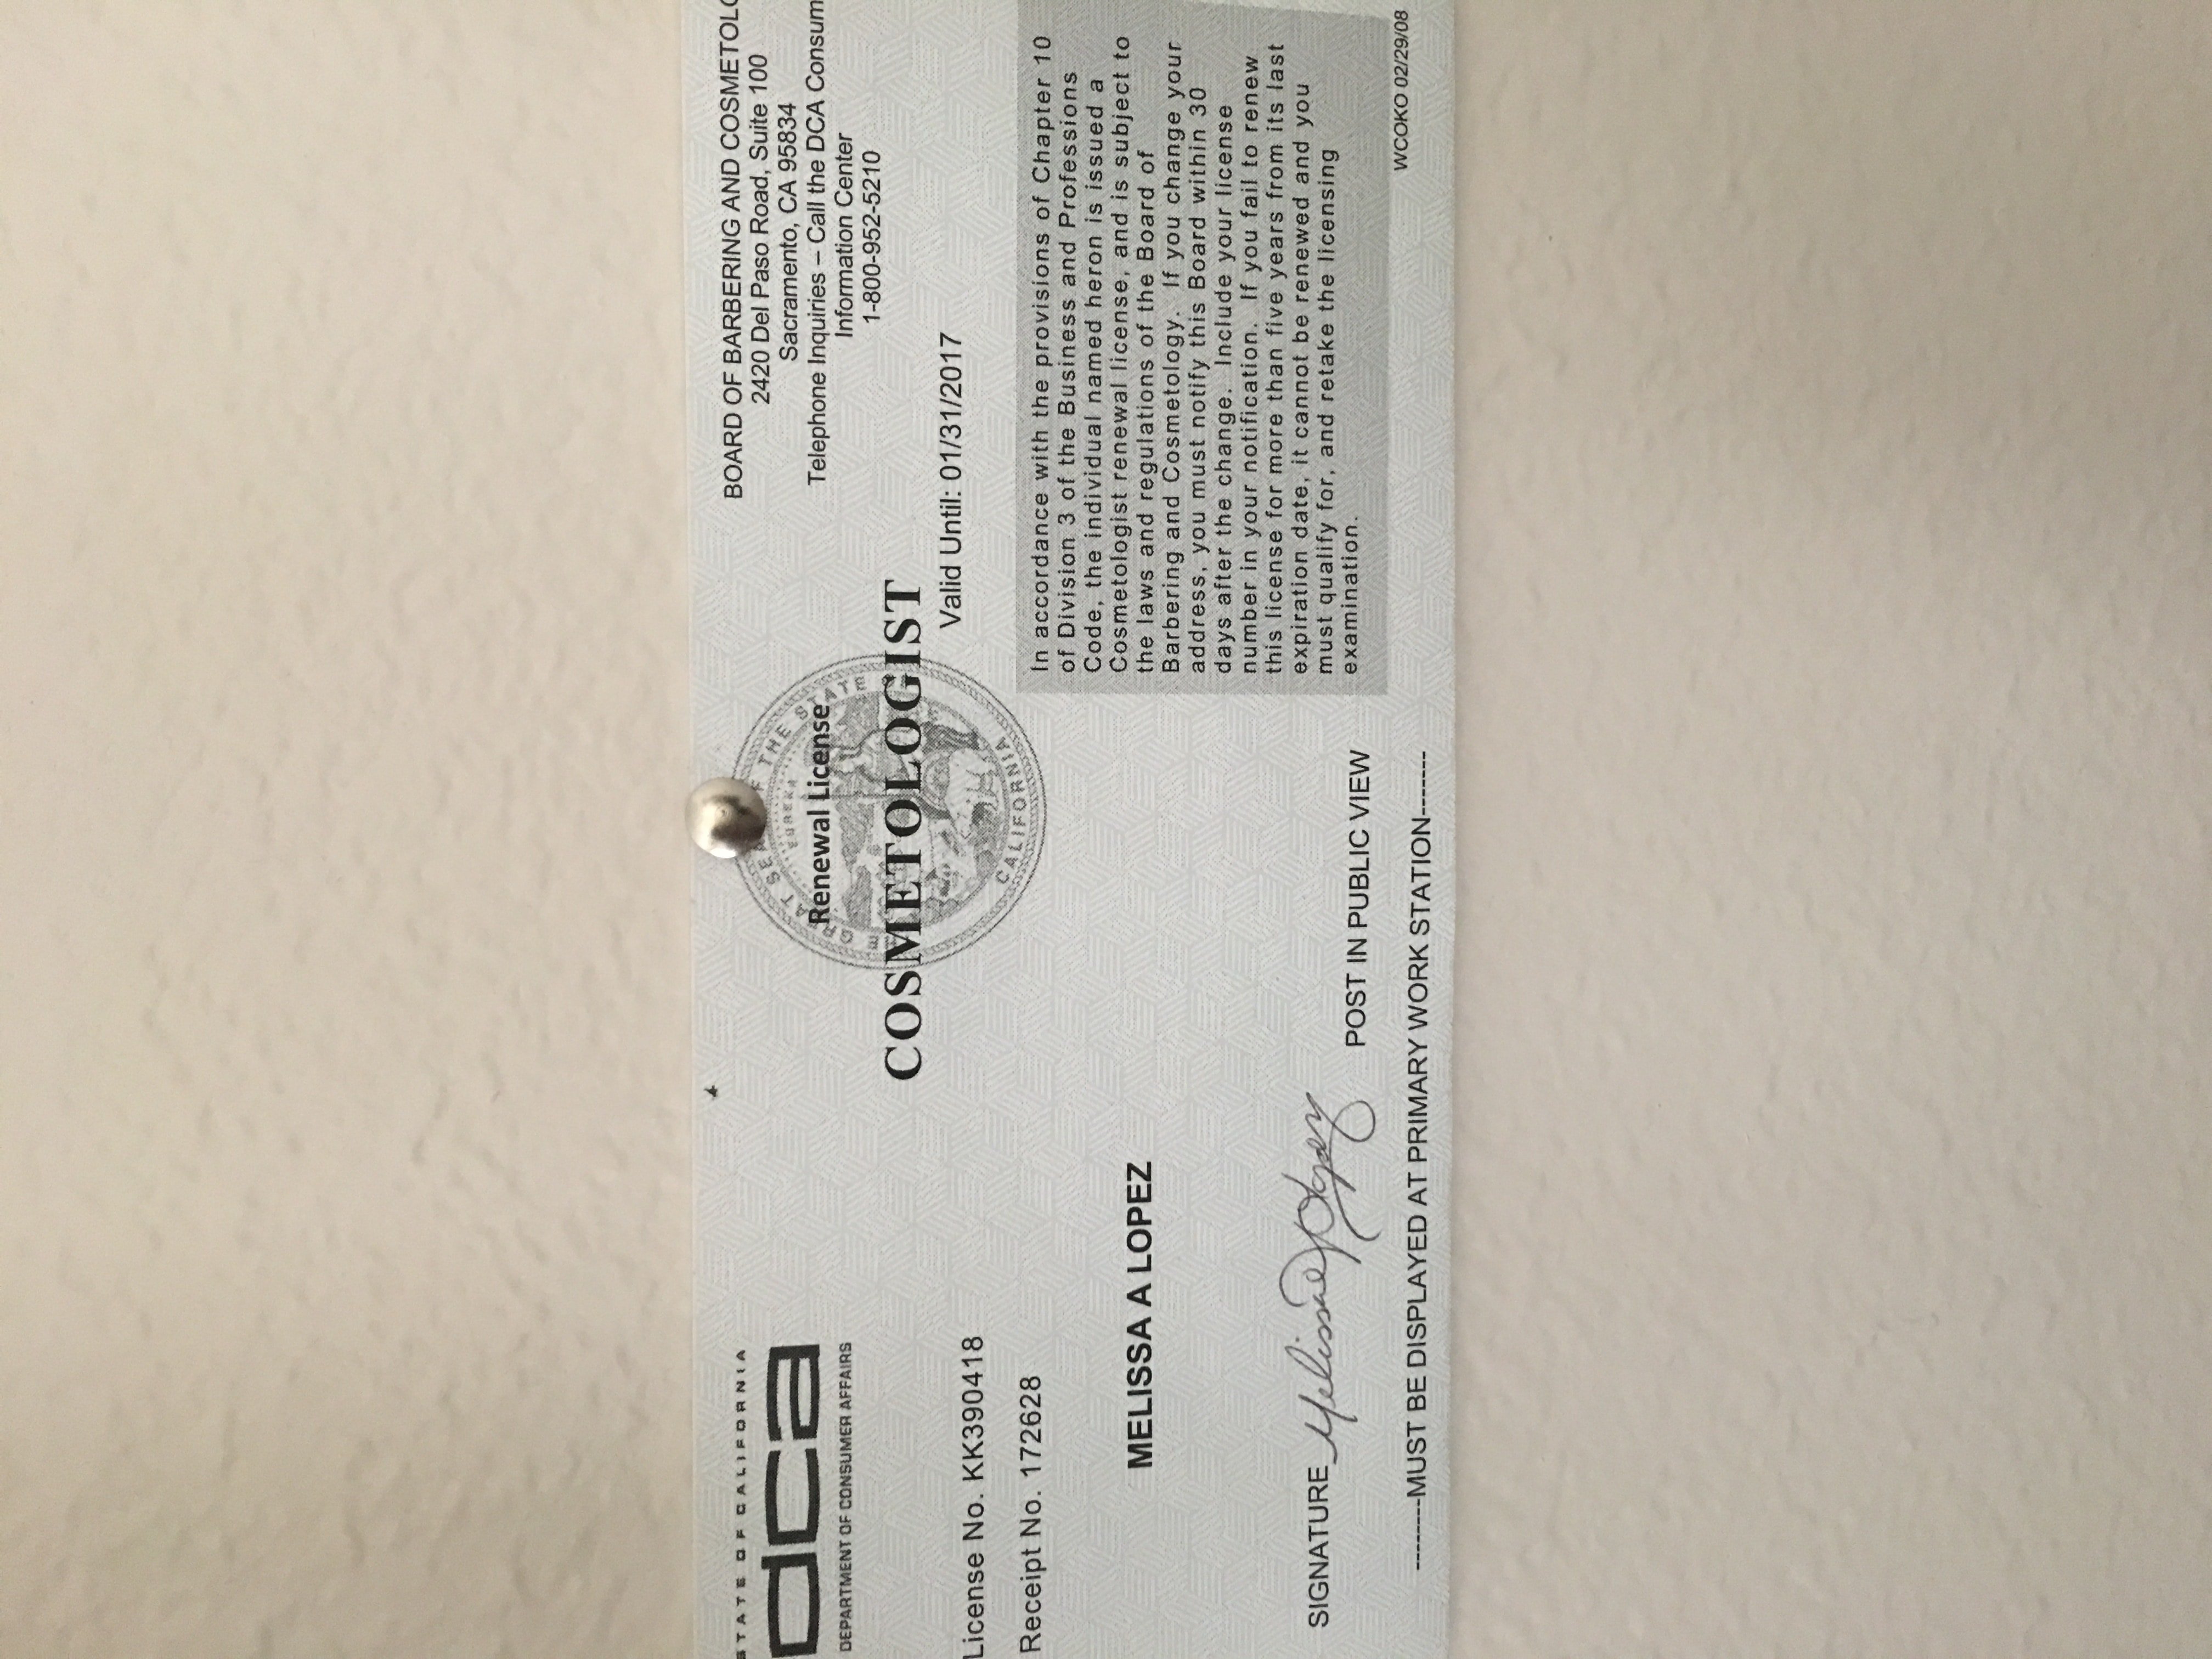 STATE OF CALIFORNIA
dca
DEPARTMENT OF CONSUMER AFFAIRS
License No. KK390418
Receipt No. 172628
MELISSA A LOPEZ
SIGNATURE Melissa Lopez
THE GREAT SEAL OF THE STATE
EUREKA
CALIFORNIA
Renewal License
COSMETOLOGIST
Valid Until: 01/31/2017
BOARD OF BARBERING AND COSMETOLO
2420 Del Paso Road, Suite 100
Sacramento, CA 95834
Telephone Inquiries – Call the DCA Consum
Information Center
1-800-952-5210
In accordance with the provisions of Chapter 10
of Division 3 of the Business and Professions
Code, the individual named heron is issued a
Cosmetologist renewal license, and is subject to
the laws and regulations of the Board of
Barbering and Cosmetology. If you change your
address, you must notify this Board within 30
days after the change. Include your license
number in your notification. If you fail to renew
this license for more than five years from its last
expiration date, it cannot be renewed and you
must qualify for, and retake the licensing
examination.
POST IN PUBLIC VIEW
WCOKO 02/29/08
--------MUST BE DISPLAYED AT PRIMARY WORK STATION--------